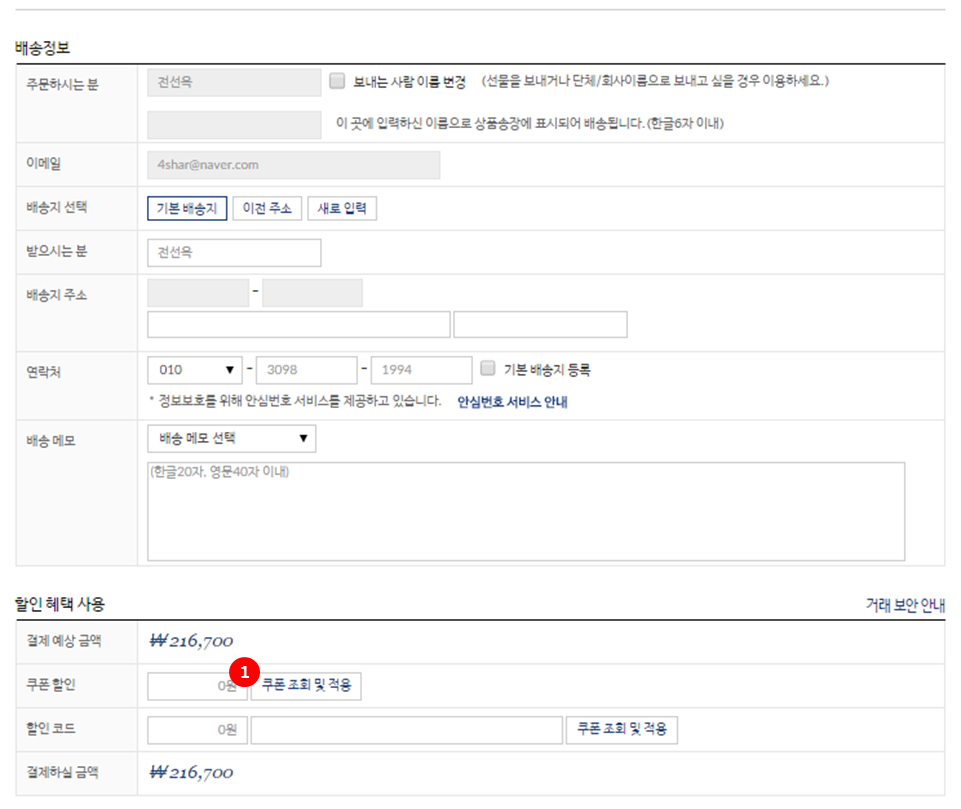 배송정보
주문하시는 분 전선옥 보내는 사람 이름 변경 (선물을 보내거나 단체/회사이름으로 보내고 싶을 경우 이용하세요.)
이 곳에 입력하신 이름으로 상품송장에 표시되어 배송됩니다.(한글6자 이내)
이메일 4shar@naver.com
배송지 선택 기본 배송지 이전 주소 새로 입력
받으시는 분 전선옥
배송지 주소 -
연락처 010 ▼ - 3098 - 1994 기본 배송지 등록
* 정보보호를 위해 안심번호 서비스를 제공하고 있습니다. 안심번호 서비스 안내
배송 메모 배송 메모 선택 ▼
(한글20자, 영문40자 이내)
할인 혜택 사용 거래 보안 안내
결제 예상 금액 ₩216,700
쿠폰 할인 0원 1 쿠폰 조회 및 적용
할인 코드 0원 쿠폰 조회 및 적용
결제하실 금액 ₩216,700